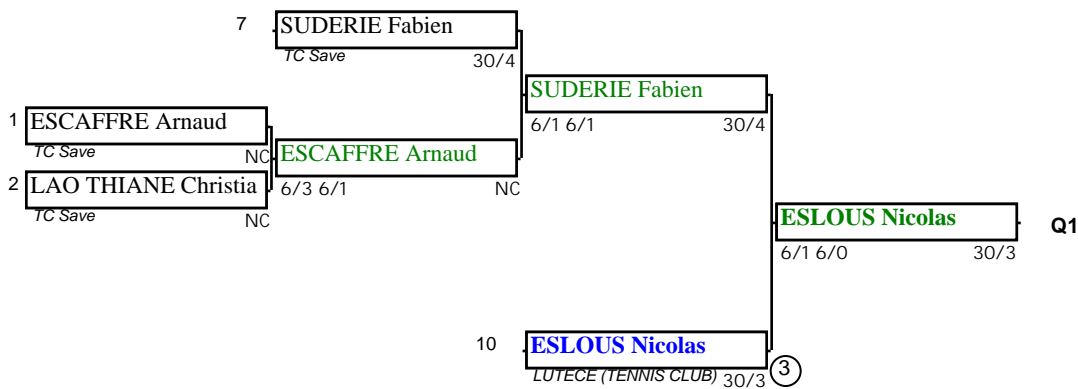 7 SUDERIE Fabien
TC Save 30/4
SUDERIE Fabien
6/1 6/1 30/4
1 ESCAFFRE Arnaud
TC Save NC
ESCAFFRE Arnaud
6/3 6/1 NC
2 LAO THIANE Christia
TC Save NC
ESLOUS Nicolas Q1
6/1 6/0 30/3
10 ESLOUS Nicolas
LUTECE (TENNIS CLUB) 30/3 3